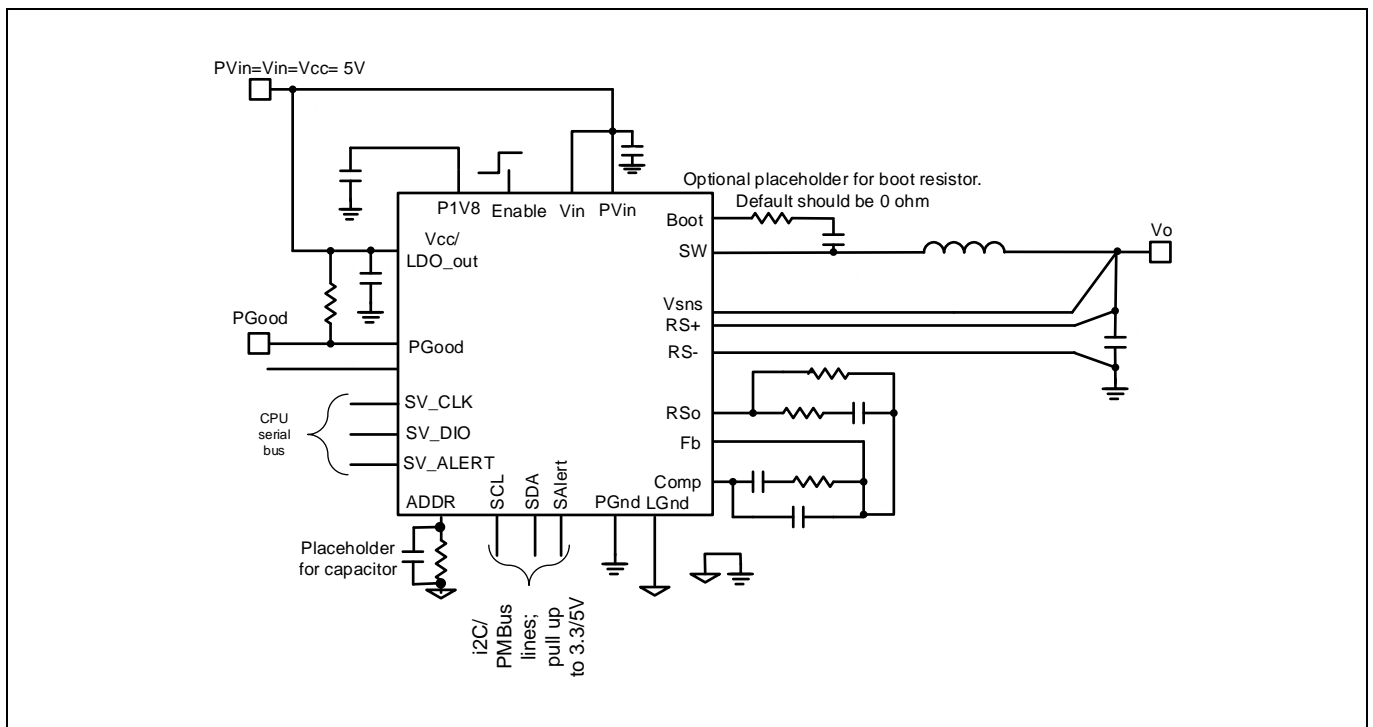 PVin=Vin=Vcc= 5V
Optional placeholder for boot resistor.
Default should be 0 ohm
P1V8
Enable
Vin
PVin
Boot
Vo
Vcc/
LDO_out
SW
Vsns
RS+
RS-
PGood
PGood
SV_CLK
SV_DIO
SV_ALERT
CPU
serial
bus
RSo
Fb
Comp
ADDR
SCL
SDA
SAlert
PGnd
LGnd
Placeholder
for capacitor
i2C/
PMBus
lines;
pull up
to 3.3/5V